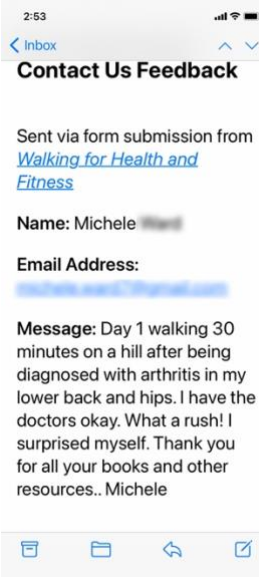 2:53
Inbox
Contact Us Feedback
Sent via form submission from
Walking for Health and
Fitness
Name: Michele
Email Address:
Message: Day 1 walking 30
minutes on a hill after being
diagnosed with arthritis in my
lower back and hips. I have the
doctors okay. What a rush! I
surprised myself. Thank you
for all your books and other
resources.. Michele